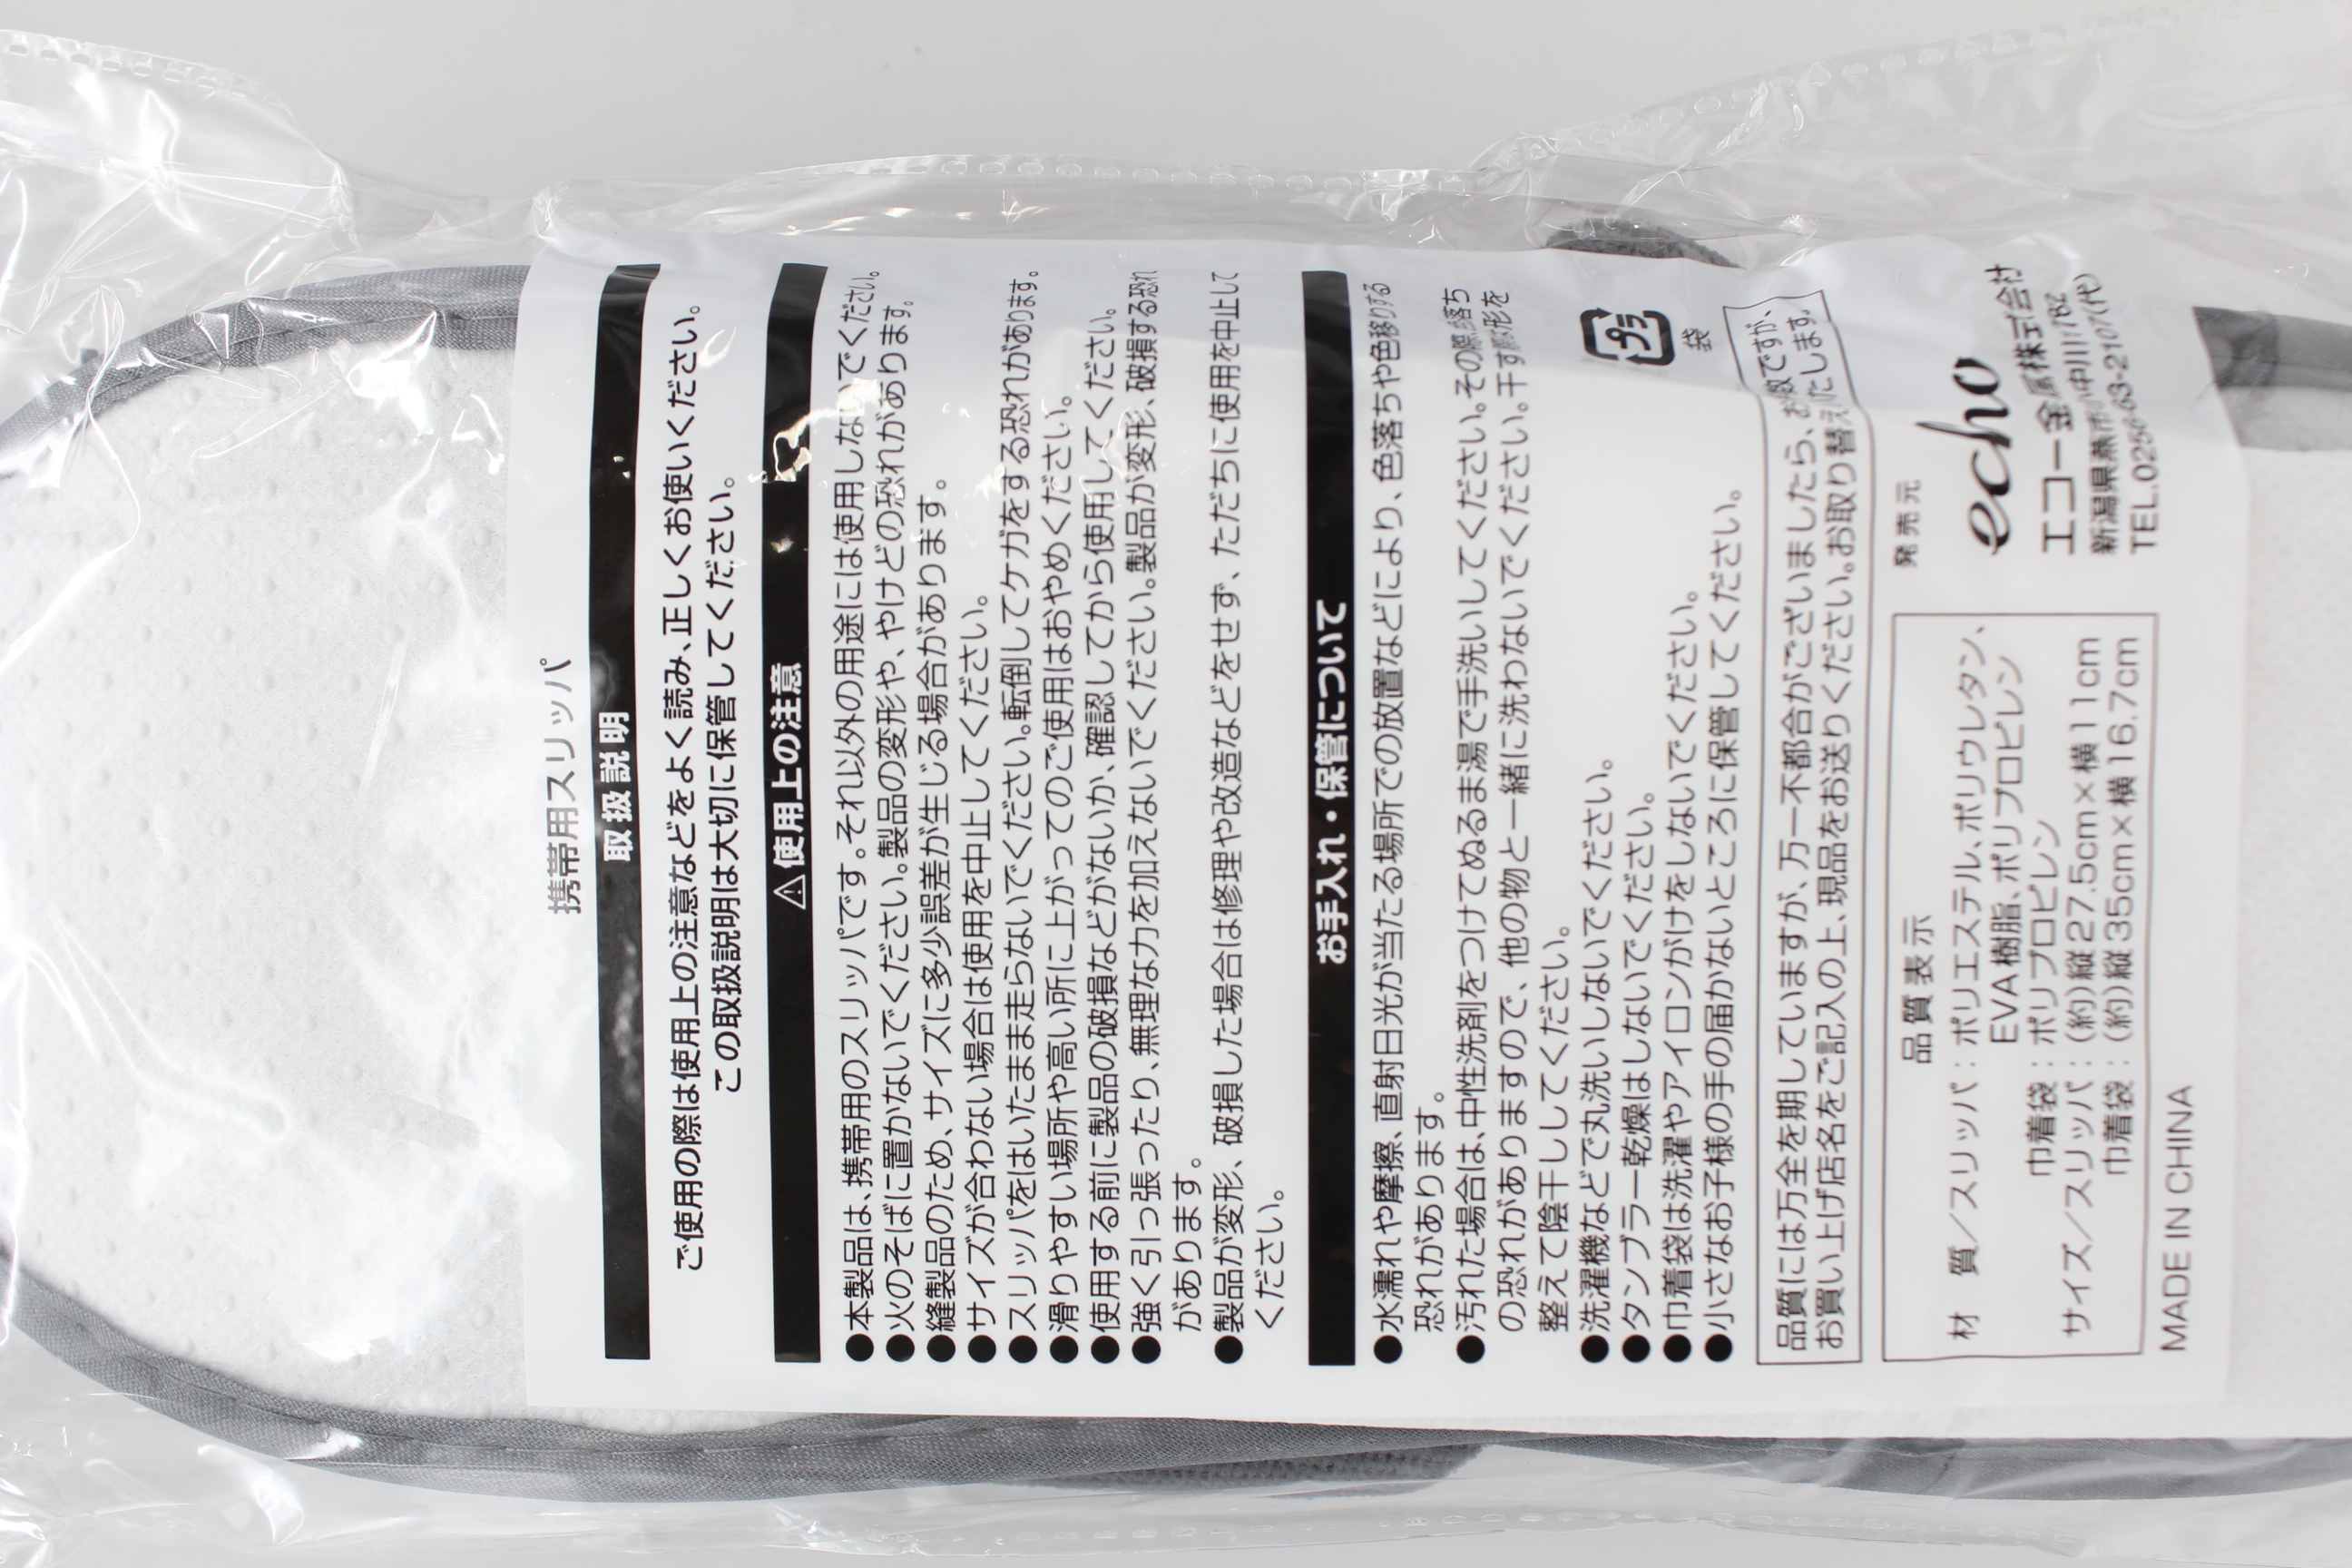 携帯用スリッパ
取扱説明
ご使用の際は使用上の注意などをよく読み、正しくお使いください。
この取扱説明は大切に保管してください。
⚠使用上の注意
●本製品は、携帯用のスリッパです。それ以外の用途には使用しないでください。
●火のそばに置かないでください。製品の変形や、やけどの恐れがあります。
●縫製品のため、サイズに多少誤差が生じる場合があります。
●サイズが合わない場合は使用を中止してください。
●スリッパをはいたまま走らないでください。転倒してケガをする恐れがあります。
●滑りやすい場所や高い所に上がってのご使用はおやめください。
●使用する前に製品の破損などがないか、確認してから使用してください。
●強く引っ張ったり、無理な力を加えないでください。製品が変形、破損する恐れ
があります。
●製品が変形、破損した場合は修理や改造などをせず、ただちに使用を中止して
ください。
お手入れ・保管について
●水濡れや摩擦、直射日光が当たる場所での放置などにより、色落ちや色移りする
恐れがあります。
●汚れた場合は、中性洗剤をつけてぬるま湯で手洗いしてください。その際色落ち
の恐れがありますので、他の物と一緒に洗わないでください。干す際形を
整えて陰干ししてください。
●洗濯機などで丸洗いしないでください。
●タンブラー乾燥はしないでください。
●巾着袋は洗濯やアイロンがけをしないでください。
●小さなお子様の手の届かないところに保管してください。
プラ
袋
品質には万全を期していますが、万一不都合がございましたら、お手数ですが、
お買い上げ店名をご記入の上、現品をお送りください。お取り替えいたします。
品質表示
材　質／スリッパ：ポリエステル、ポリウレタン、
EVA樹脂、ポリプロピレン
巾着袋：ポリプロピレン
サイズ／スリッパ：(約)縦27.5cm×横11cm
巾着袋：(約)縦35cm×横16.7cm
MADE IN CHINA
発売元
echo
エコー金属株式会社
新潟県燕市小中川1782
TEL.0256-63-2107(代)